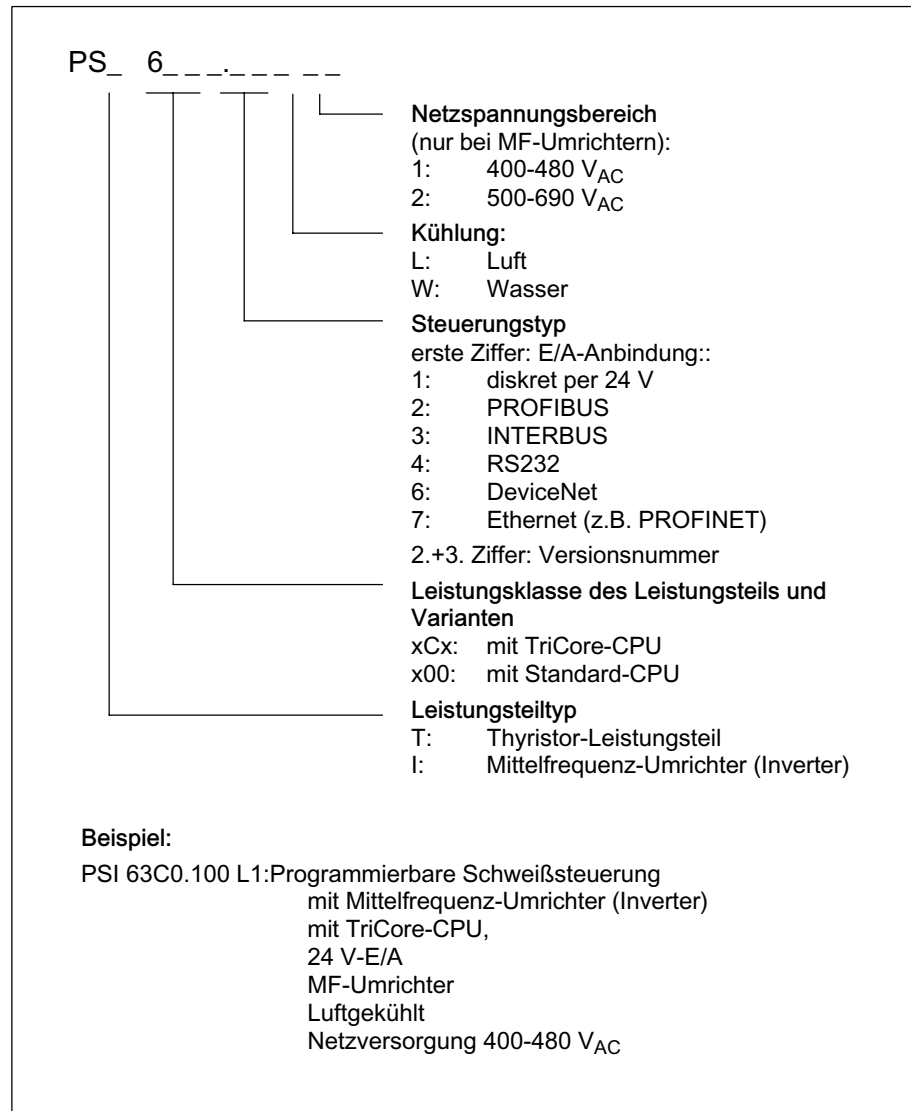 PS_ 6_ _ _._ _ _ _ _
Netzspannungsbereich
(nur bei MF-Umrichtern):
1: 400-480 VAC
2: 500-690 VAC
Kühlung:
L: Luft
W: Wasser
Steuerungstyp
erste Ziffer: E/A-Anbindung::
1: diskret per 24 V
2: PROFIBUS
3: INTERBUS
4: RS232
6: DeviceNet
7: Ethernet (z.B. PROFINET)
2.+3. Ziffer: Versionsnummer
Leistungsklasse des Leistungsteils und
Varianten
xCx: mit TriCore-CPU
x00: mit Standard-CPU
Leistungsteiltyp
T: Thyristor-Leistungsteil
I: Mittelfrequenz-Umrichter (Inverter)
Beispiel:
PSI 63C0.100 L1:Programmierbare Schweißsteuerung
mit Mittelfrequenz-Umrichter (Inverter)
mit TriCore-CPU,
24 V-E/A
MF-Umrichter
Luftgekühlt
Netzversorgung 400-480 VAC